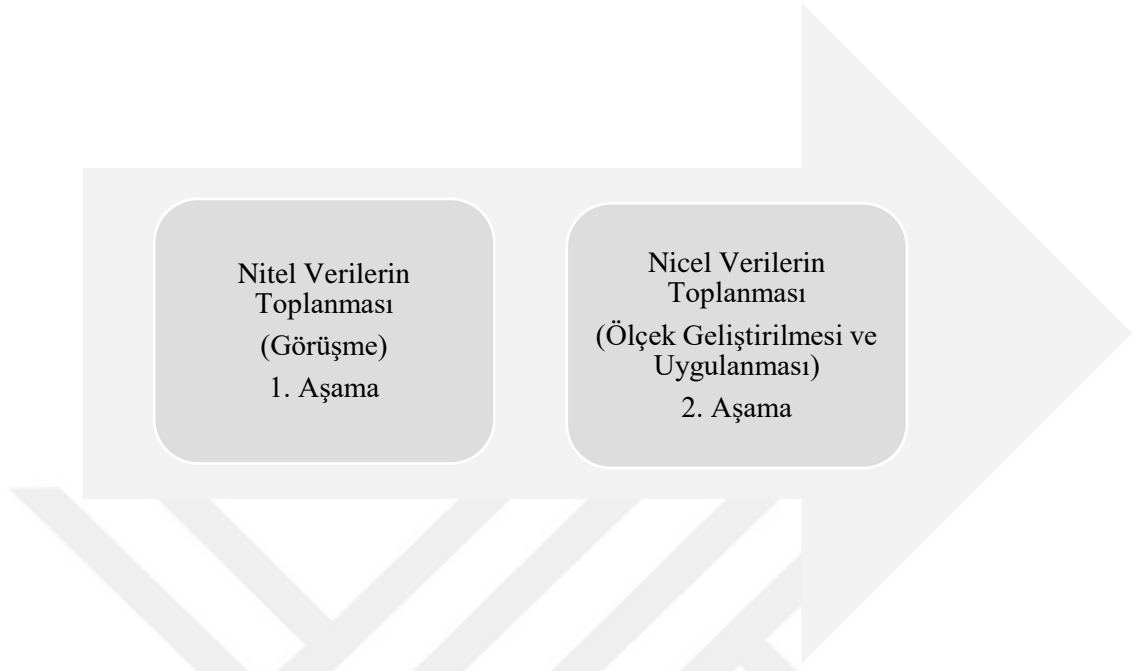 Nitel Verilerin
Toplanması
(Görüşme)
1. Aşama
Nicel Verilerin
Toplanması
(Ölçek Geliştirilmesi ve
Uygulanması)
2. Aşama